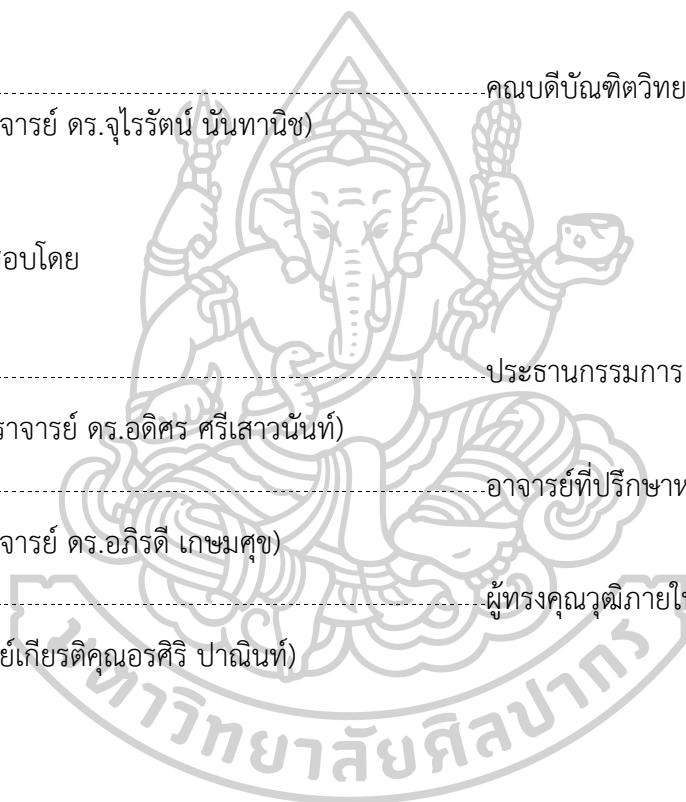 คณบดีบัณฑิตวิทย
จารย์ ดร.จุไรรัตน์ นันทานิช)
อบโดย
ประธานกรรมการ
ราจารย์ ดร.อดิศร ศรีเสาวนันท์)
อาจารย์ที่ปรึกษาห
จารย์ ดร.อภิรดี เกษมศุข)
ผู้ทรงคุณวุฒิภายใน
ย์เกียรติคุณอรศิริ ปาณินท์)
มหาวิทยาลัยศิลปากร